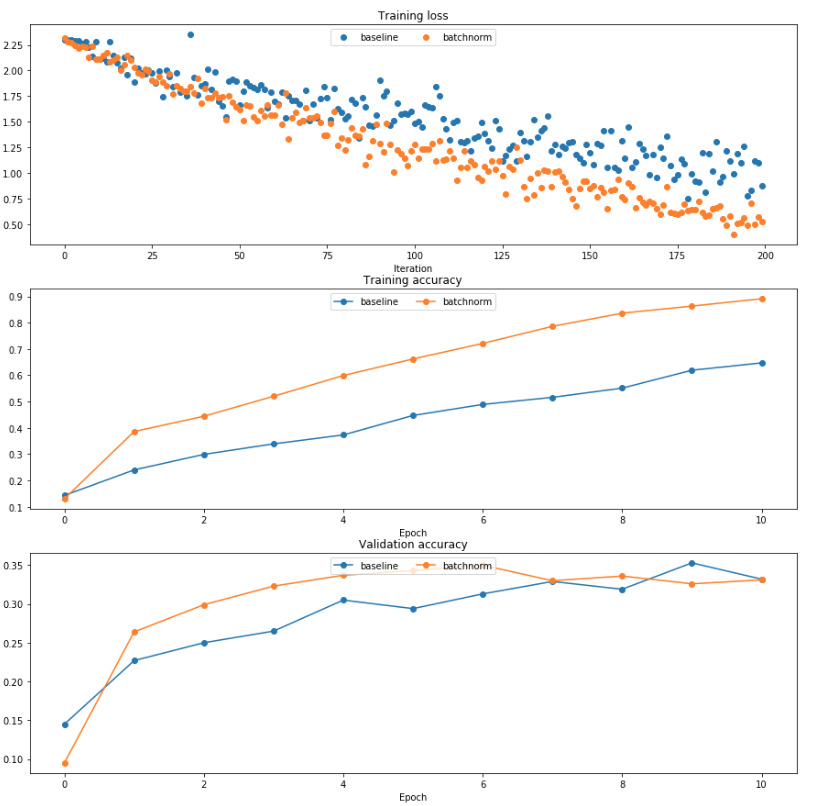 Training loss
baseline batchnorm
2.25
2.00
1.75
1.50
1.25
1.00
0.75
0.50
0 25 50 75 100 125 150 175 200
Iteration
Training accuracy
baseline batchnorm
0.9
0.8
0.7
0.6
0.5
0.4
0.3
0.2
0.1
0 2 4 6 8 10
Epoch
Validation accuracy
baseline batchnorm
0.35
0.30
0.25
0.20
0.15
0.10
0 2 4 6 8 10
Epoch